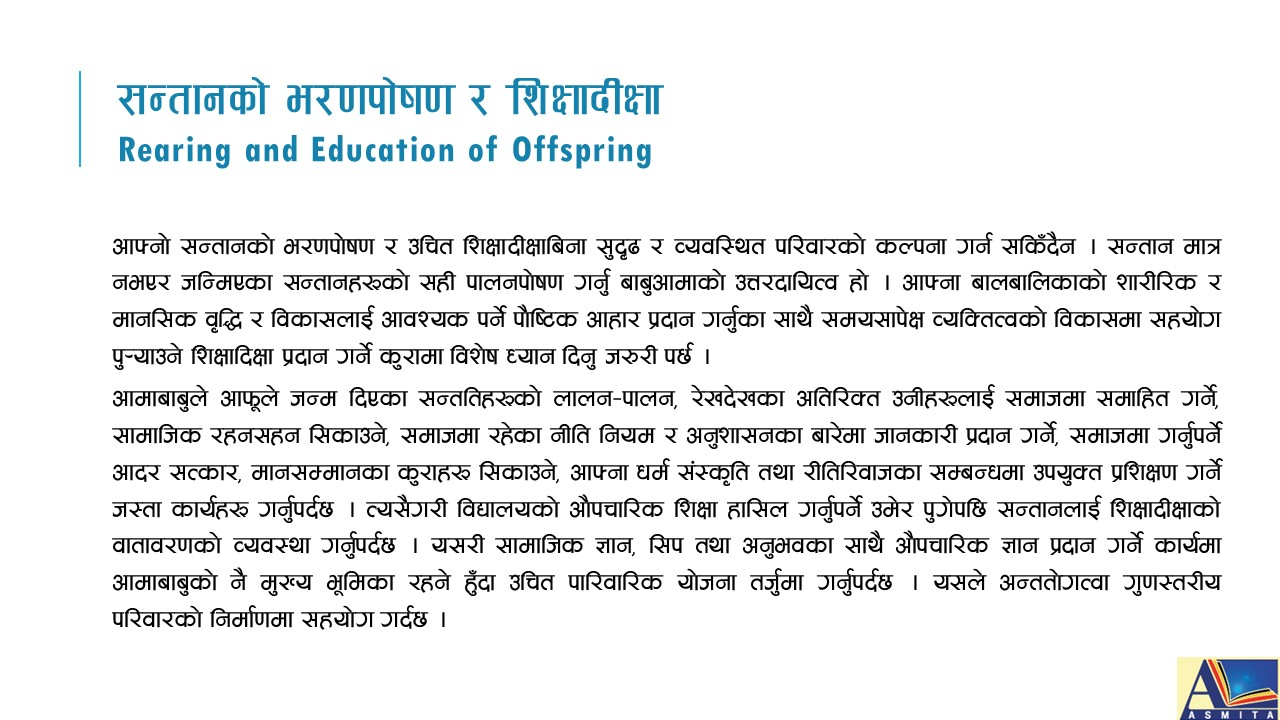 सन्तानको भरणपोषण र शिक्षादीक्षा
Rearing and Education of Offspring
आफ्नो सन्तानको भरणपोषण र उचित शिक्षादीक्षाबिना सुदृढ र व्यवस्थित परिवारको कल्पना गर्न सकिँदैन । सन्तान मात्र
नभएर जन्मिएका सन्तानहरुको सही पालनपोषण गर्नु बाबुआमाको उत्तरदायित्व हो । आफ्ना बालबालिकाको शारीरिक र
मानसिक वृद्धि र विकासलाई आवश्यक पर्ने पौष्टिक आहार प्रदान गर्नुका साथै समयसापेक्ष व्यक्तित्वको विकासमा सहयोग
पुऱ्याउने शिक्षादिक्षा प्रदान गर्ने कुरामा विशेष ध्यान दिनु जरुरी पर्छ ।
आमाबाबुले आफूले जन्म दिएका सन्ततिहरुको लालन-पालन, रेखदेखका अतिरिक्त उनीहरुलाई समाजमा समाहित गर्ने,
सामाजिक रहनसहन सिकाउने, समाजमा रहेका नीति नियम र अनुशासनका बारेमा जानकारी प्रदान गर्ने, समाजमा गर्नुपर्ने
आदर सत्कार, मानसम्मानका कुराहरु सिकाउने, आफ्ना धर्म संस्कृति तथा रीतिरिवाजका सम्बन्धमा उपयुक्त प्रशिक्षण गर्ने
जस्ता कार्यहरु गर्नुपर्दछ । त्यसैगरी विद्यालयको औपचारिक शिक्षा हासिल गर्नुपर्ने उमेर पुगेपछि सन्तानलाई शिक्षादीक्षाको
वातावरणको व्यवस्था गर्नुपर्दछ । यसरी सामाजिक ज्ञान, सिप तथा अनुभवका साथै औपचारिक ज्ञान प्रदान गर्ने कार्यमा
आमाबाबुको नै मुख्य भूमिका रहने हुँदा उचित पारिवारिक योजना तर्जुमा गर्नुपर्दछ । यसले अन्ततोगत्वा गुणस्तरीय
परिवारको निर्माणमा सहयोग गर्दछ ।
ASMITA